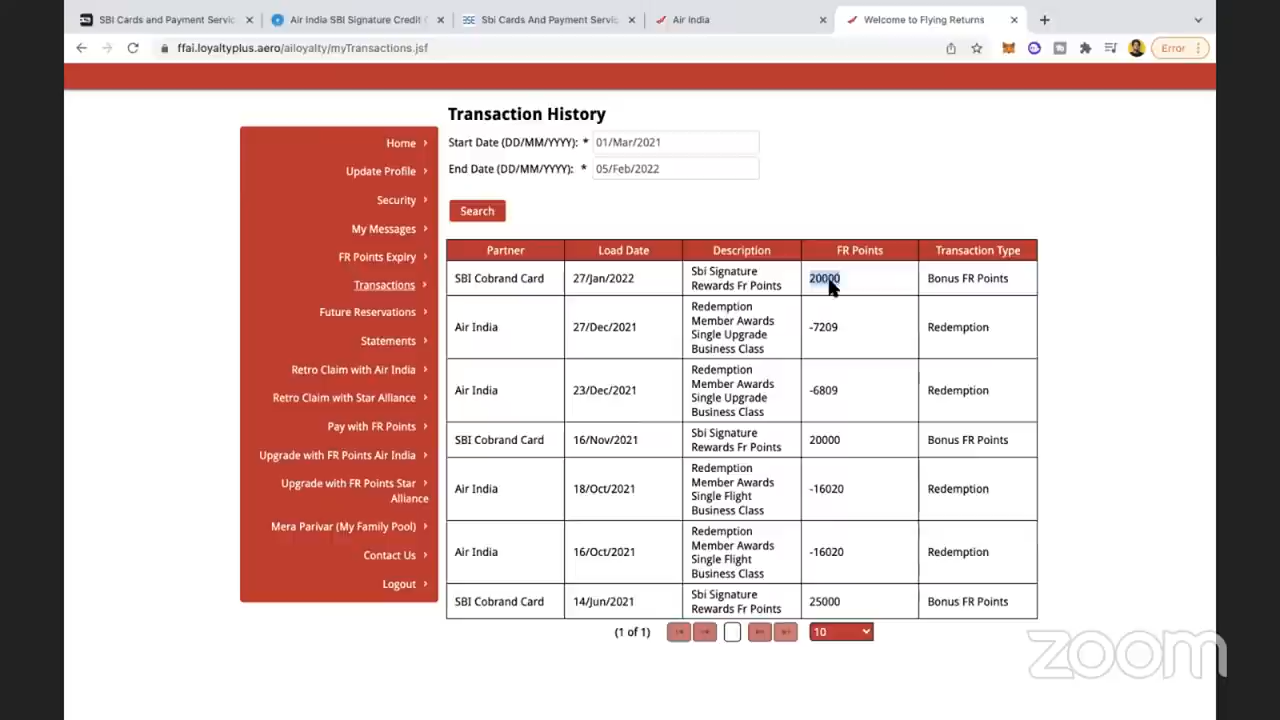 SBI Cards and Payment Servic
Air India SBI Signature Credit
Sbi Cards And Payment Servic
Air India
Welcome to Flying Returns
ffai.loyaltyplus.aero/ailoyalty/myTransactions.jsf
Error
Home
Update Profile
Security
My Messages
FR Points Expiry
Transactions
Future Reservations
Statements
Retro Claim with Air India
Retro Claim with Star Alliance
Pay with FR Points
Upgrade with FR Points Air India
Upgrade with FR Points Star
Alliance
Mera Parivar (My Family Pool)
Contact Us
Logout
Transaction History
Start Date (DD/MM/YYYY): * 01/Mar/2021
End Date (DD/MM/YYYY): * 05/Feb/2022
Search
Partner Load Date Description FR Points Transaction Type
SBI Cobrand Card 27/Jan/2022 Sbi Signature 20000 Bonus FR Points
Rewards Fr Points
Redemption
Member Awards
Air India 27/Dec/2021 Single Upgrade -7209 Redemption
Business Class
Redemption
Member Awards
Air India 23/Dec/2021 Single Upgrade -6809 Redemption
Business Class
SBI Cobrand Card 16/Nov/2021 Sbi Signature 20000 Bonus FR Points
Rewards Fr Points
Redemption
Member Awards
Air India 18/Oct/2021 Single Flight -16020 Redemption
Business Class
Redemption
Member Awards
Air India 16/Oct/2021 Single Flight -16020 Redemption
Business Class
SBI Cobrand Card 14/Jun/2021 Sbi Signature 25000 Bonus FR Points
Rewards Fr Points
(1 of 1) 10
zoom